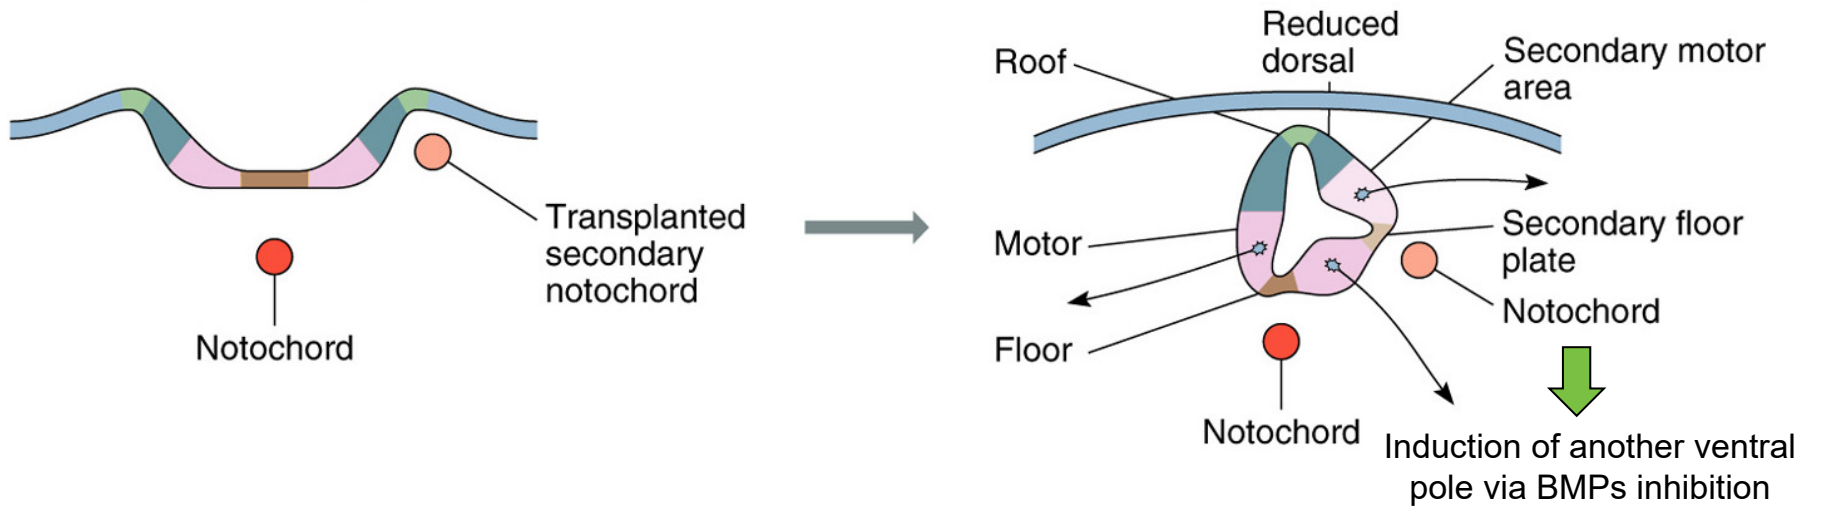 Transplanted
secondary
notochord
Notochord
Roof
Reduced
dorsal
Secondary motor
area
Motor
Secondary floor
plate
Floor
Notochord
Notochord
Induction of another ventral
pole via BMPs inhibition